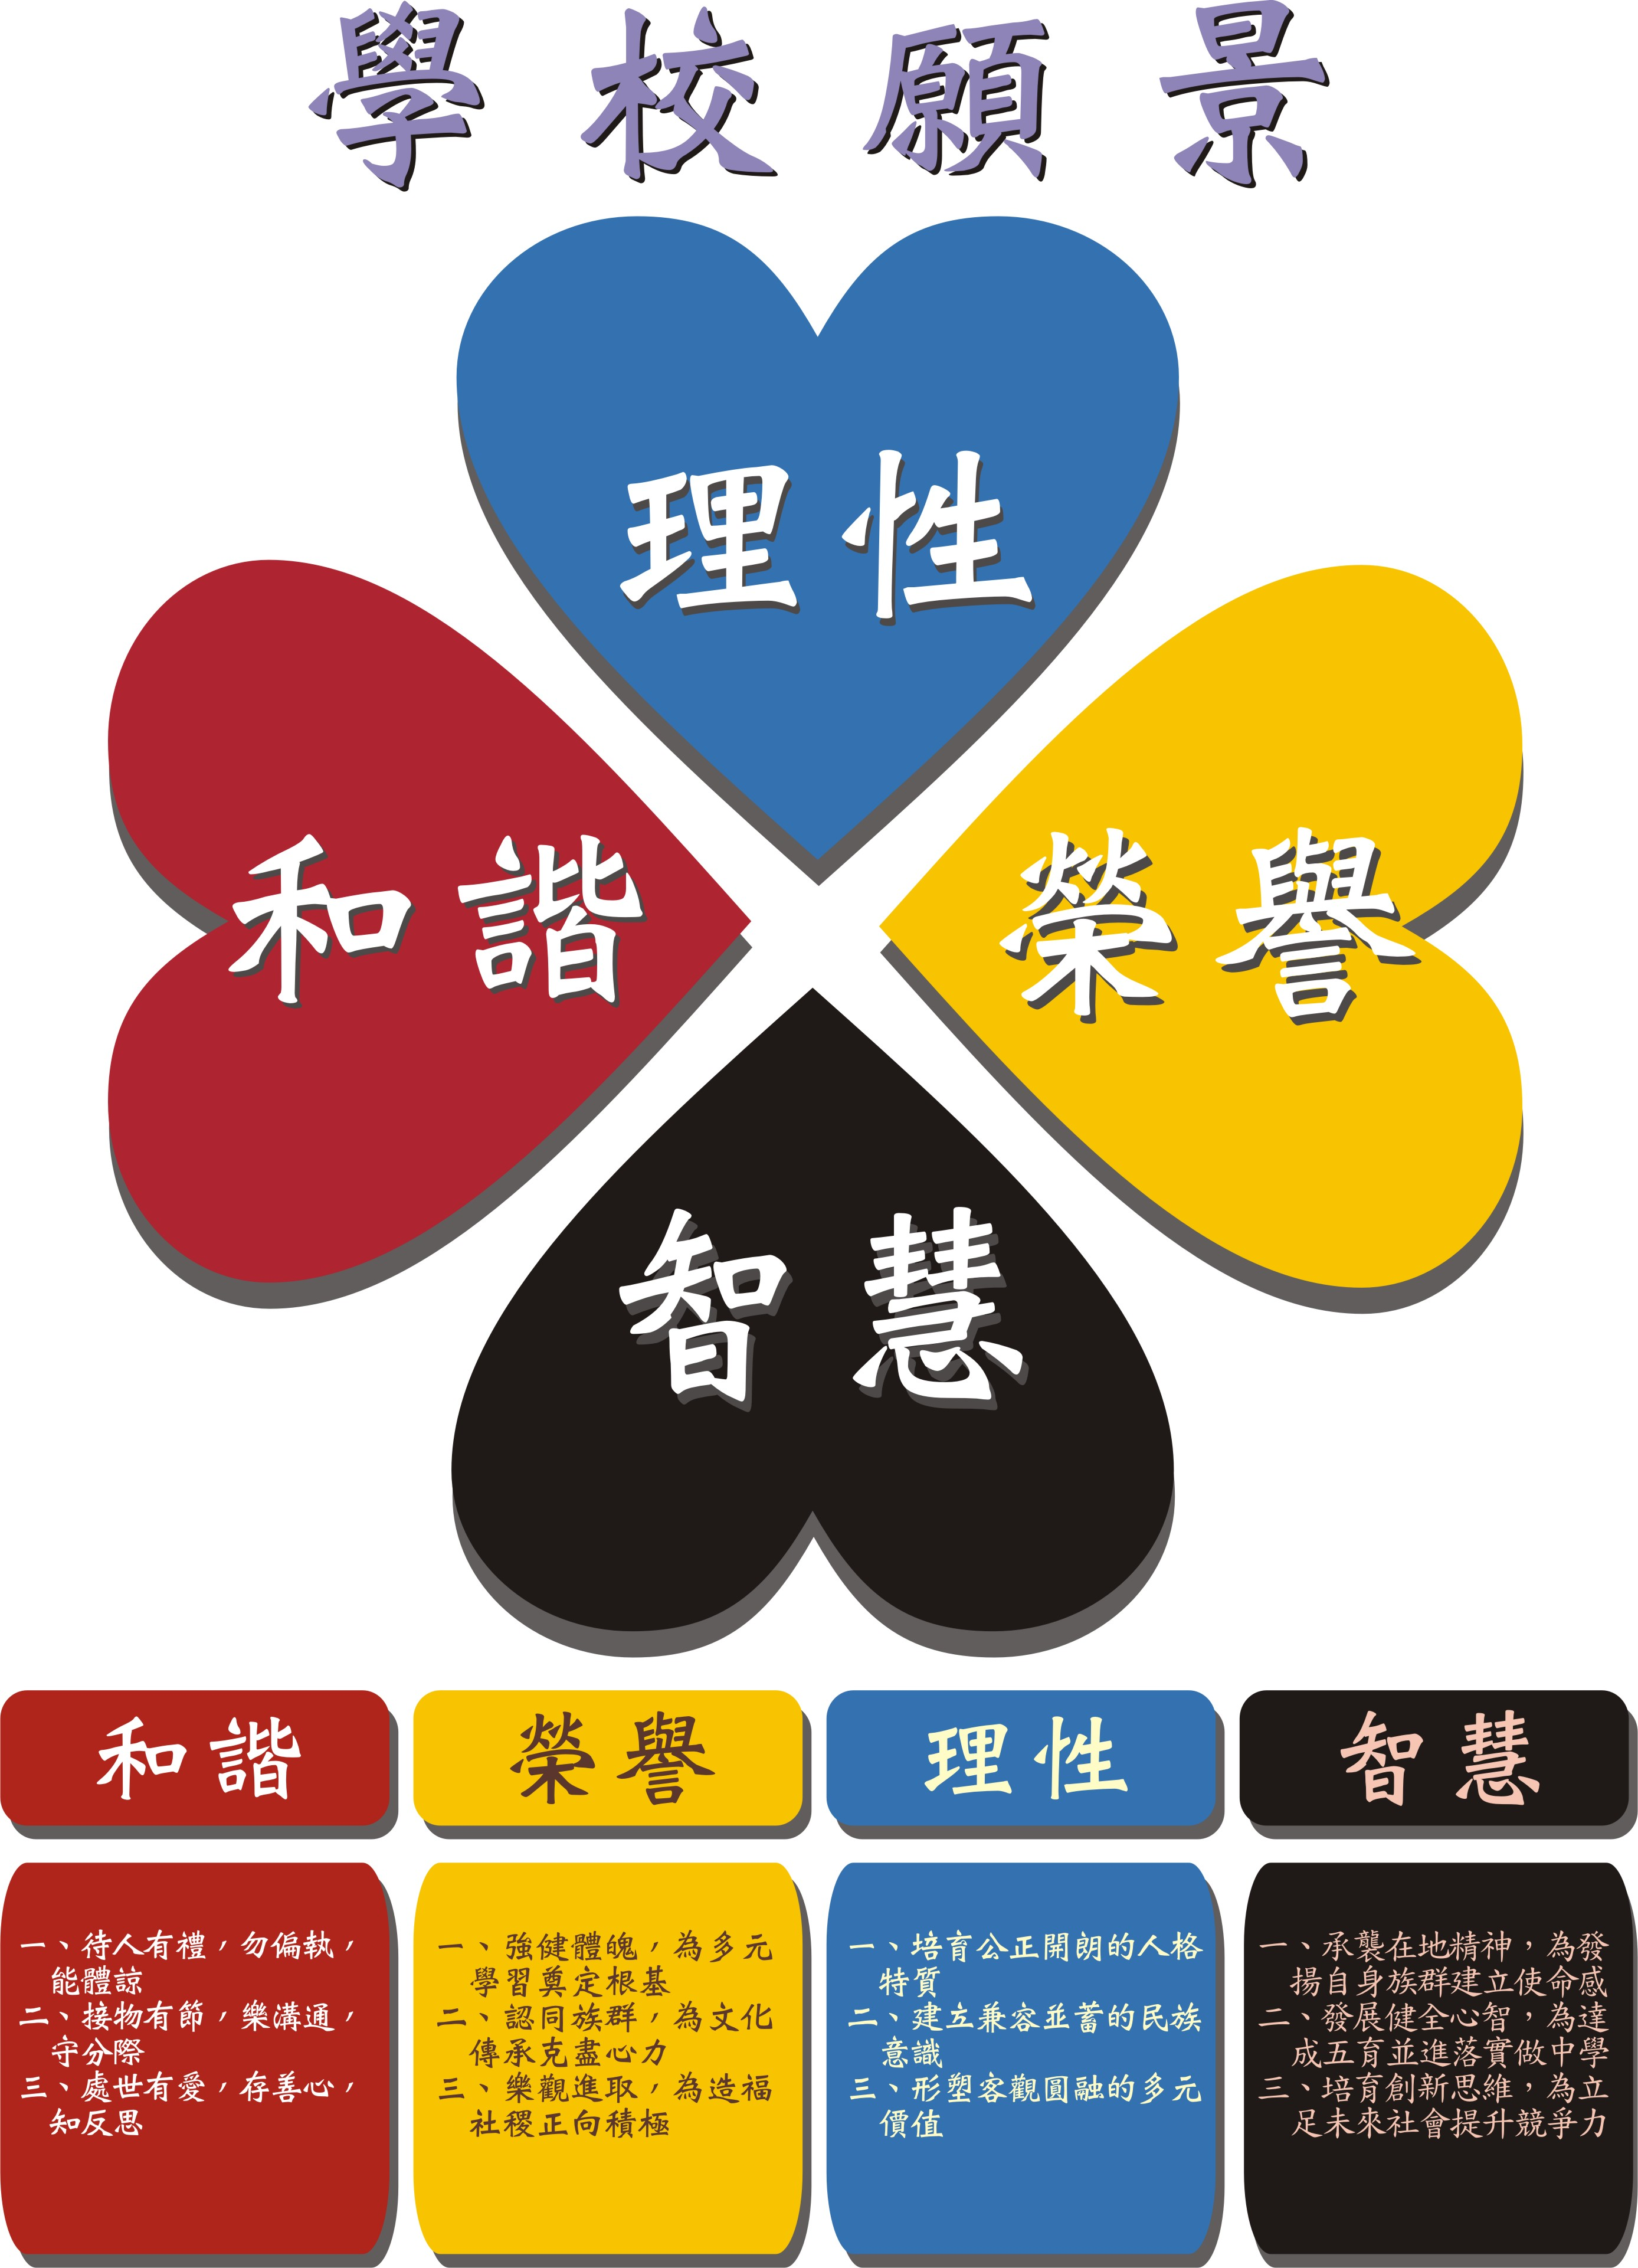 學校願景
理性
和諧
榮譽
智慧
和諧
一、待人有禮，勿偏執，
能體諒
二、接物有節，樂溝通，
守分際
三、處世有愛，存善心，
知反思
榮譽
一、強健體魄，為多元
學習奠定根基
二、認同族群，為文化
傳承克盡心力
三、樂觀進取，為造福
社稷正向積極
理性
一、培育公正開朗的人格
特質
二、建立兼容並蓄的民族
意識
三、形塑客觀圓融的多元
價值
智慧
一、承襲在地精神，為發
揚自身族群建立使命感
二、發展健全心智，為達
成五育並進落實做中學
三、培育創新思維，為立
足未來社會提升競爭力